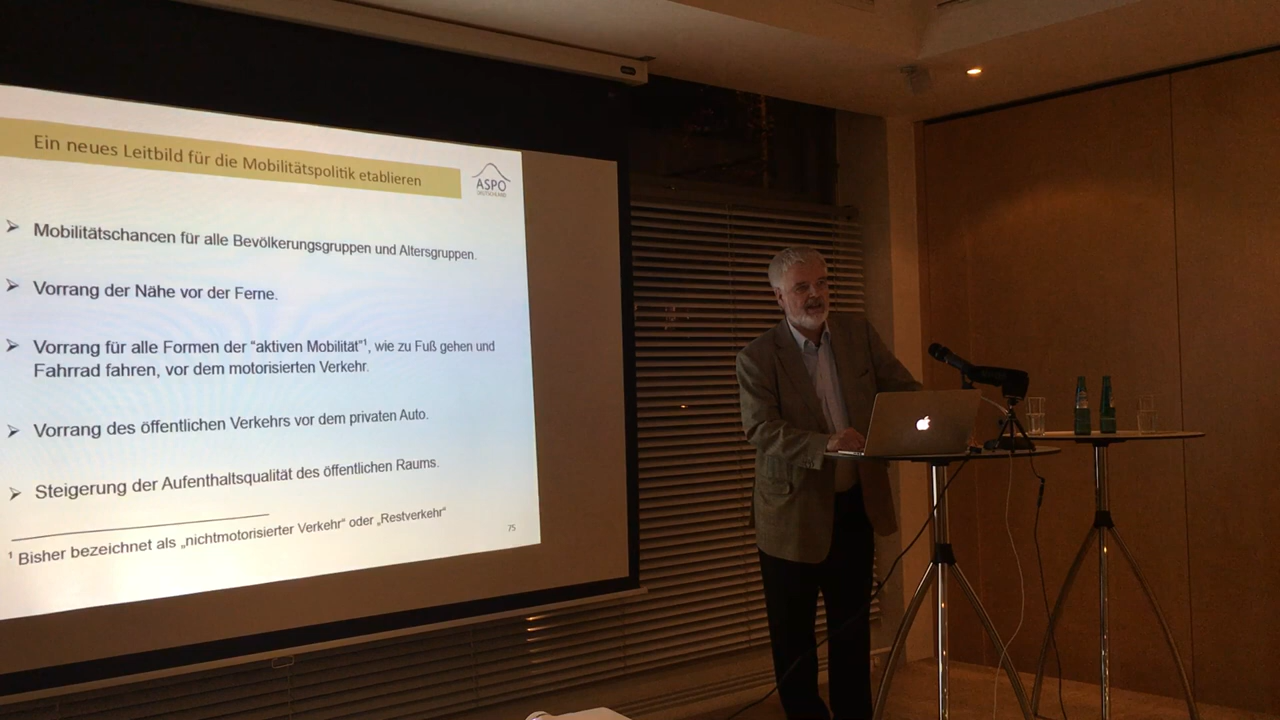 Ein neues Leitbild für die Mobilitätspolitik etablieren
ASPO
DEUTSCHLAND
Mobilitätschancen für alle Bevölkerungsgruppen und Altersgruppen.
Vorrang der Nähe vor der Ferne.
Vorrang für alle Formen der “aktiven Mobilität”¹, wie zu Fuß gehen und
Fahrrad fahren, vor dem motorisierten Verkehr.
Vorrang des öffentlichen Verkehrs vor dem privaten Auto.
Steigerung der Aufenthaltsqualität des öffentlichen Raums.
¹ Bisher bezeichnet als „nichtmotorisierter Verkehr“ oder „Restverkehr“
75